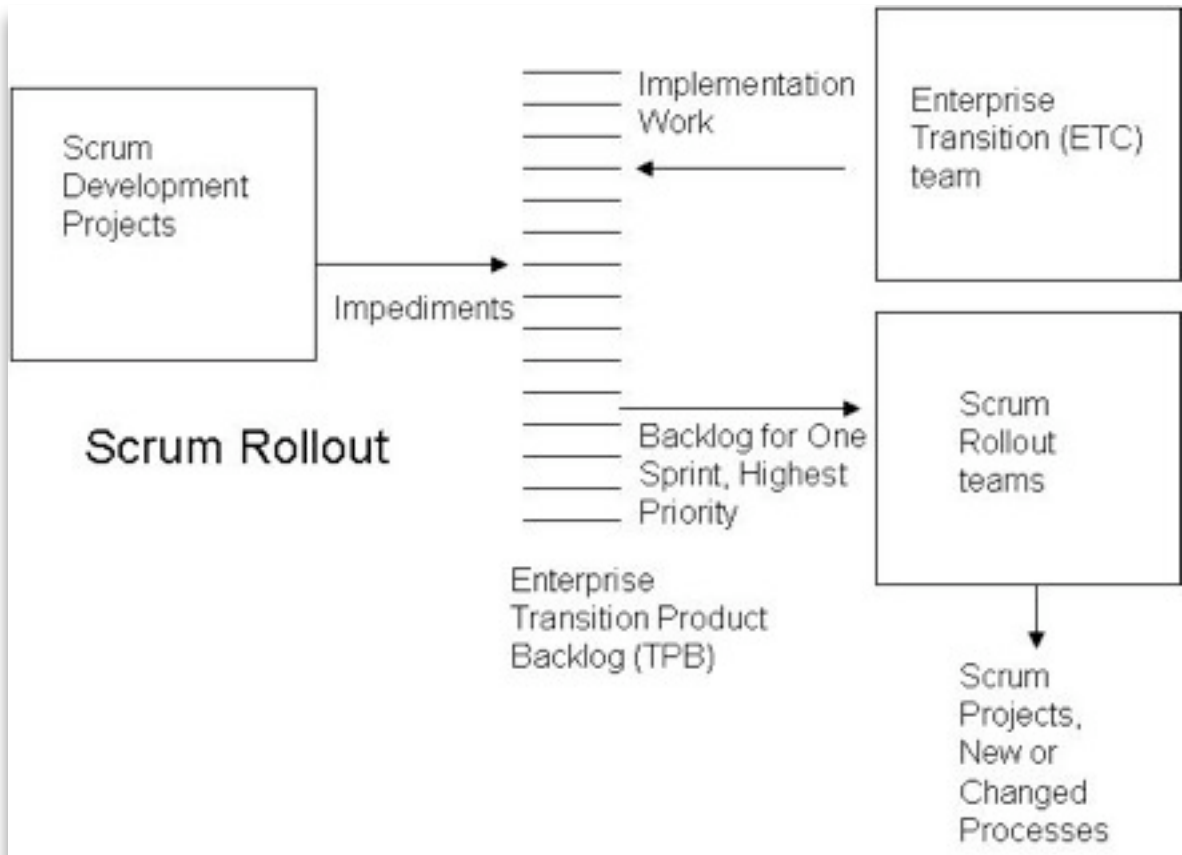 Scrum
Development
Projects
Impediments
Scrum Rollout
Implementation
Work
Enterprise
Transition (ETC)
team
Backlog for One
Sprint, Highest
Priority
Scrum
Rollout
teams
Enterprise
Transition Product
Backlog (TPB)
Scrum
Projects,
New or
Changed
Processes